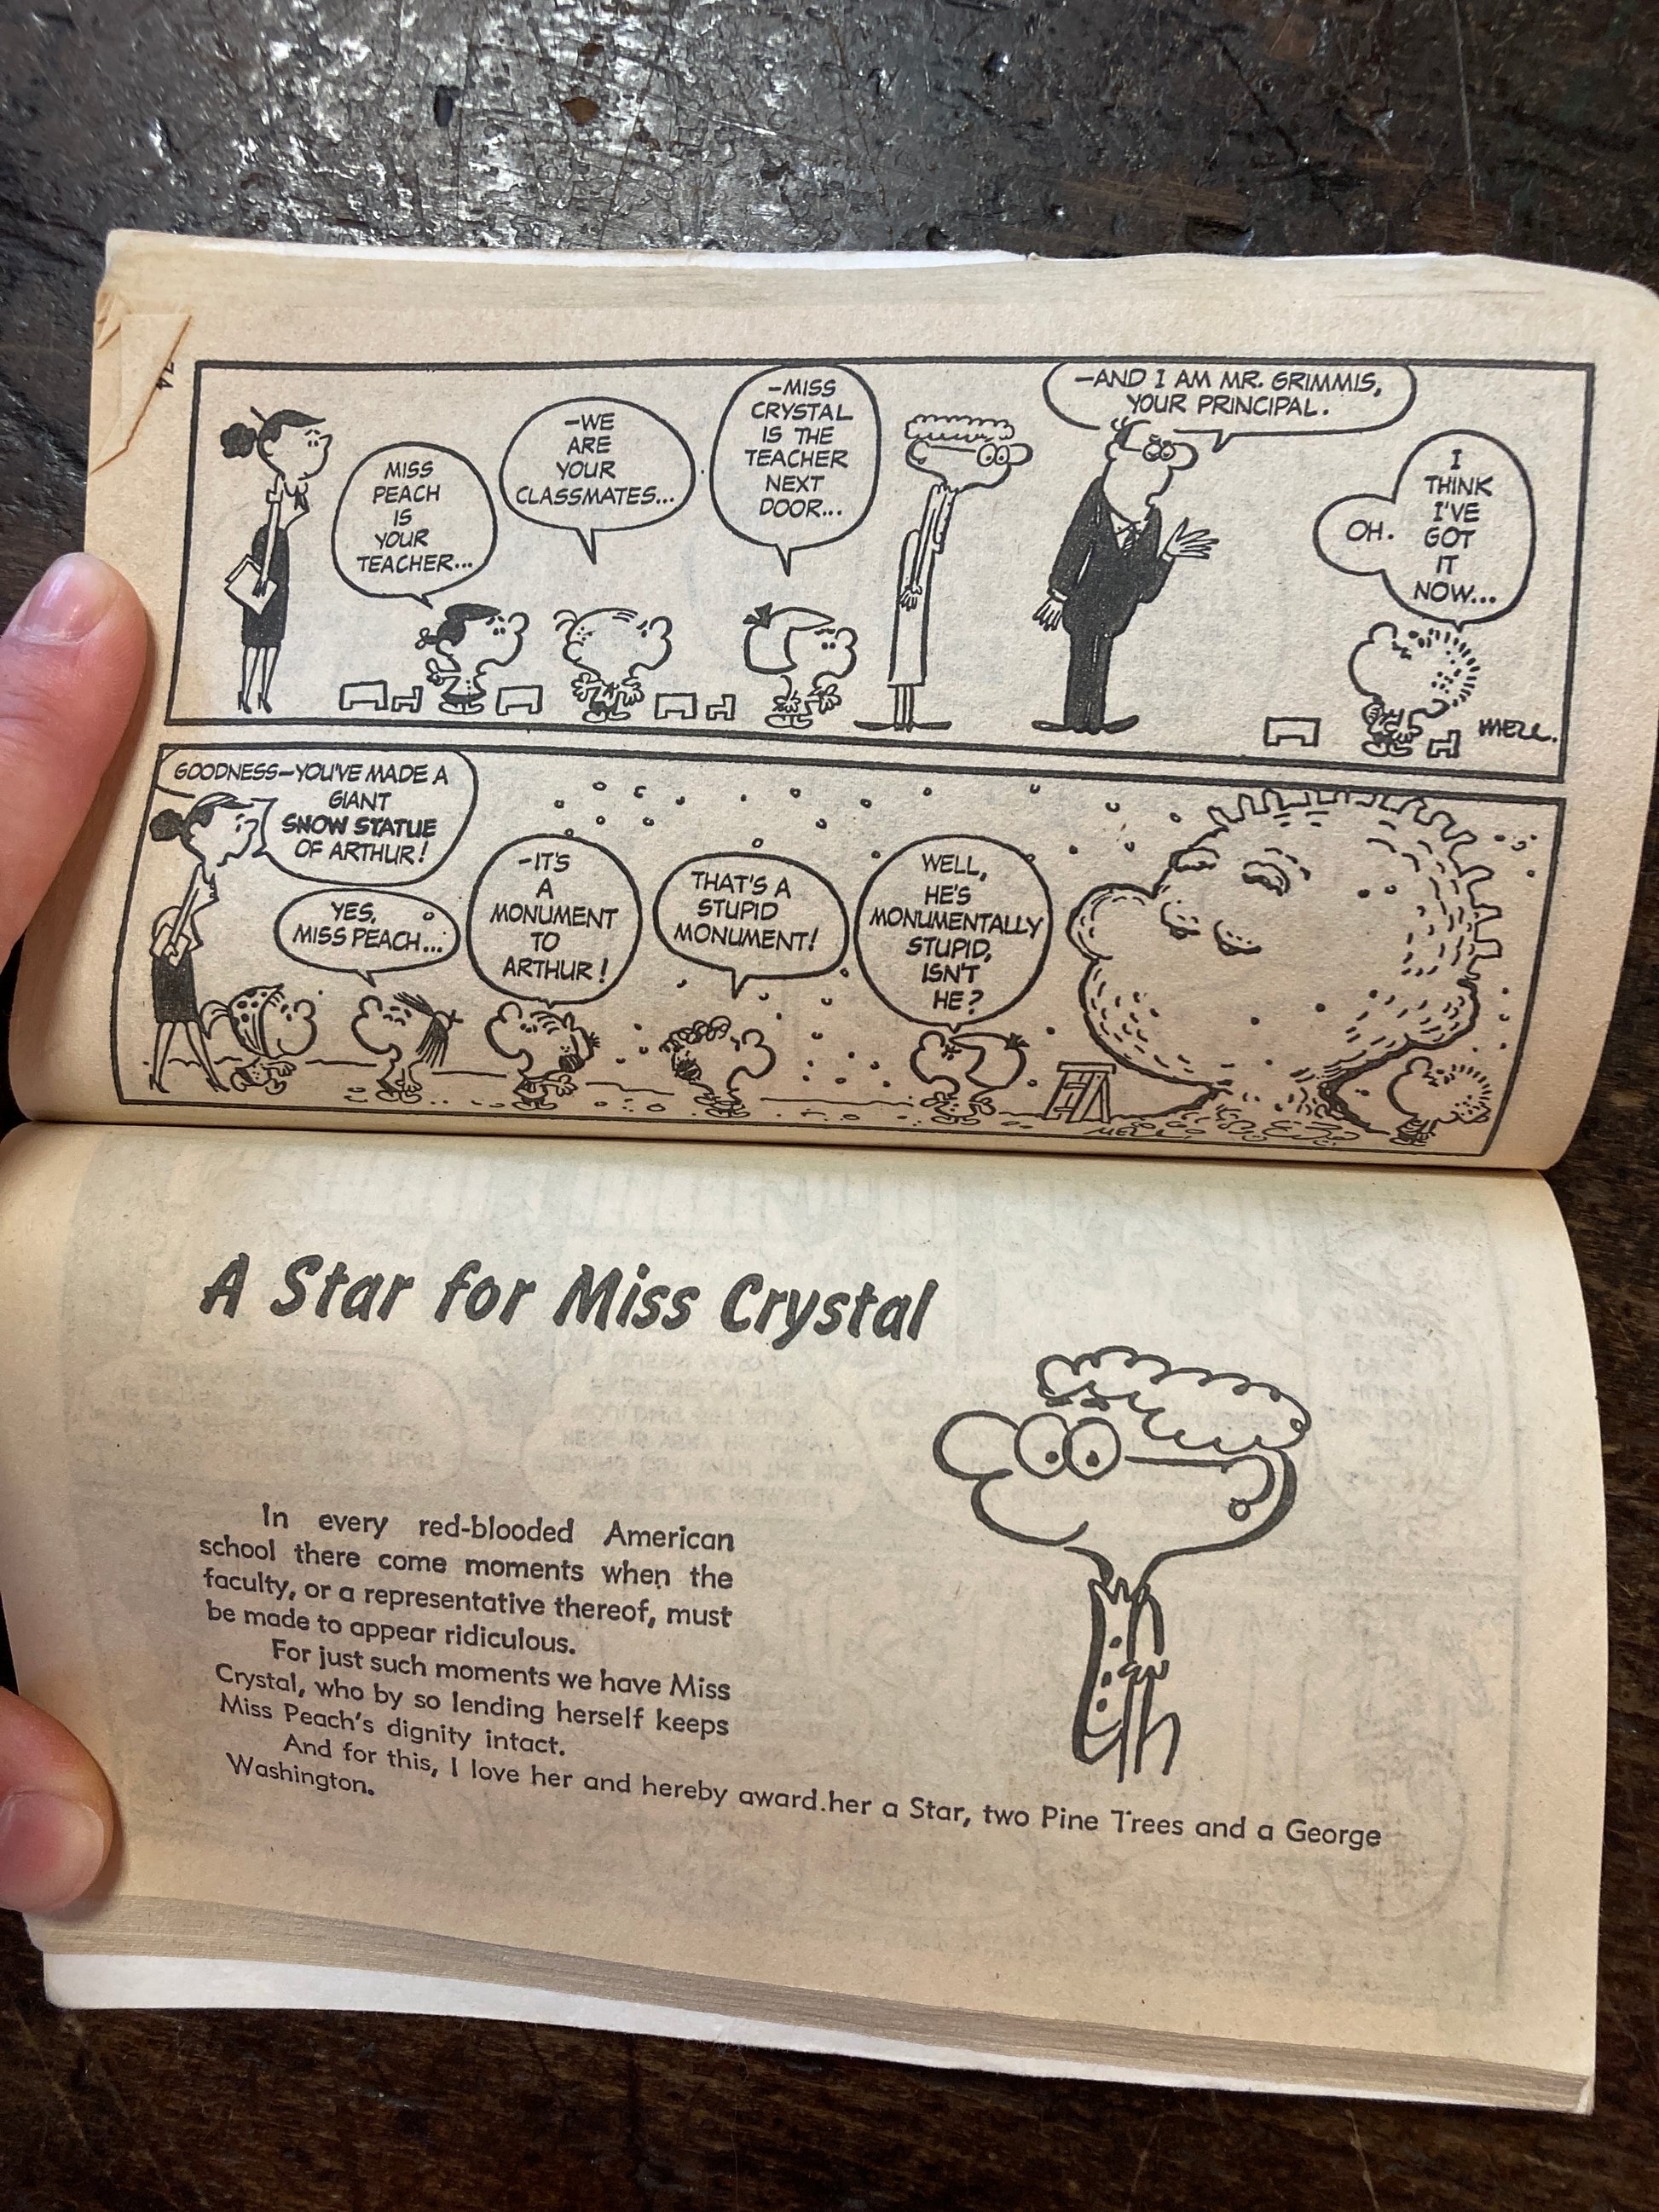 MISS
PEACH
IS
YOUR
TEACHER...
-WE
ARE
YOUR
CLASSMATES...
-MISS
CRYSTAL
IS THE
TEACHER
NEXT
DOOR...
-AND I AM MR. GRIMMIS,
YOUR PRINCIPAL.
OH.
I
THINK
I'VE
GOT
IT
NOW...
MELL.
GOODNESS-YOU'VE MADE A
GIANT
SNOW STATUE
OF ARTHUR!
YES,
MISS PEACH...
-IT'S
A
MONUMENT
TO
ARTHUR!
THAT'S A
STUPID
MONUMENT!
WELL,
HE'S
MONUMENTALLY
STUPID,
ISN'T
HE?
MELL
A Star for Miss Crystal
In every red-blooded American
school there come moments when the
faculty, or a representative thereof, must
be made to appear ridiculous.
For just such moments we have Miss
Crystal, who by so lending herself keeps
Miss Peach's dignity intact.
And for this, I love her and hereby award.her a Star, two Pine Trees and a George
Washington.